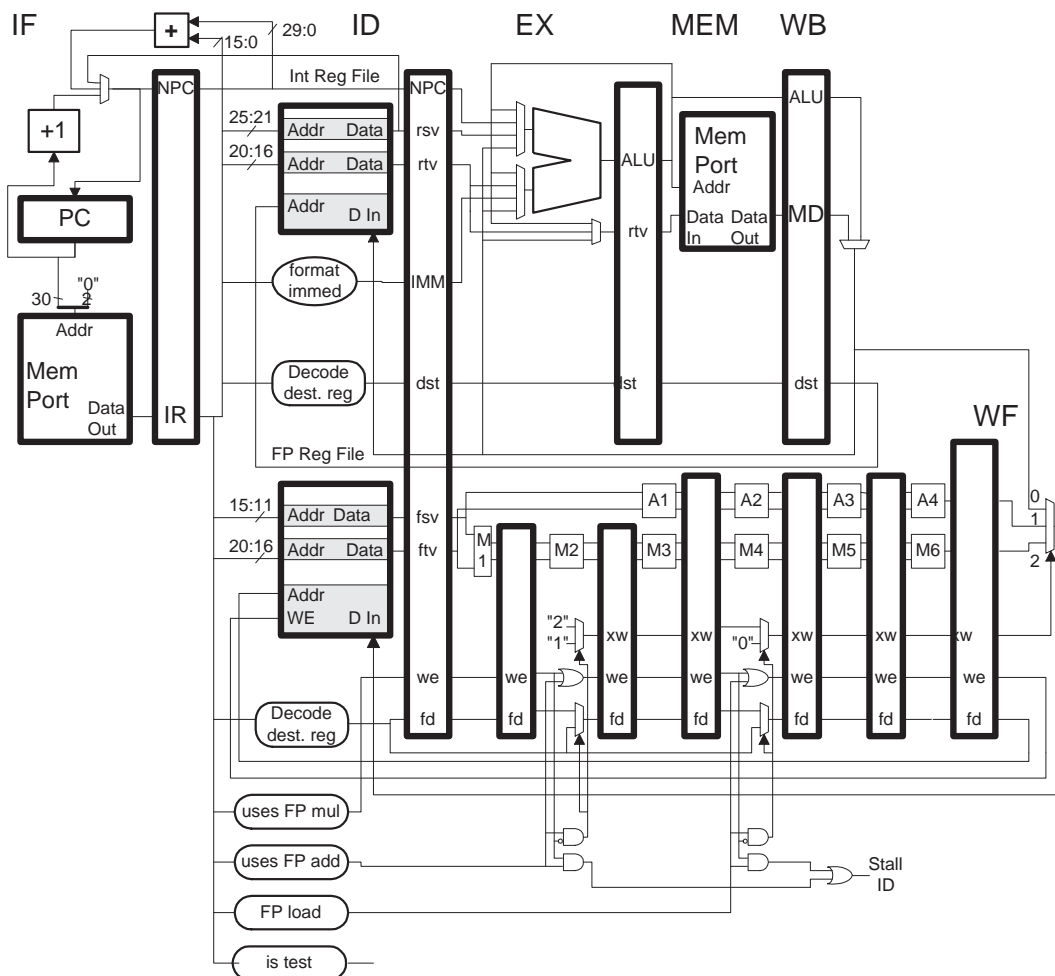 IF ID EX MEM WB
+
29:0
15:0
Int Reg File
NPC NPC
+1
25:21 Addr Data rsv
20:16 Addr Data rtv
Addr D In
ALU
Mem Port
Addr
Data In
Data Out
ALU
MD
rtv
PC
format immed
IMM
30 "0" 2
Addr
Mem Port
Data Out
IR
Decode dest. reg
dst dst dst
FP Reg File
WF
15:11 Addr Data fsv
20:16 Addr Data ftv
Addr
WE D In
A1 A2 A3 A4
M1 M2 M3 M4 M5 M6
0
1
2
"2"
"1"
xw
"0"
xw xw xw
we we we we we we
Decode dest. reg
fd fd fd fd fd fd
uses FP mul
uses FP add
Stall ID
FP load
is test